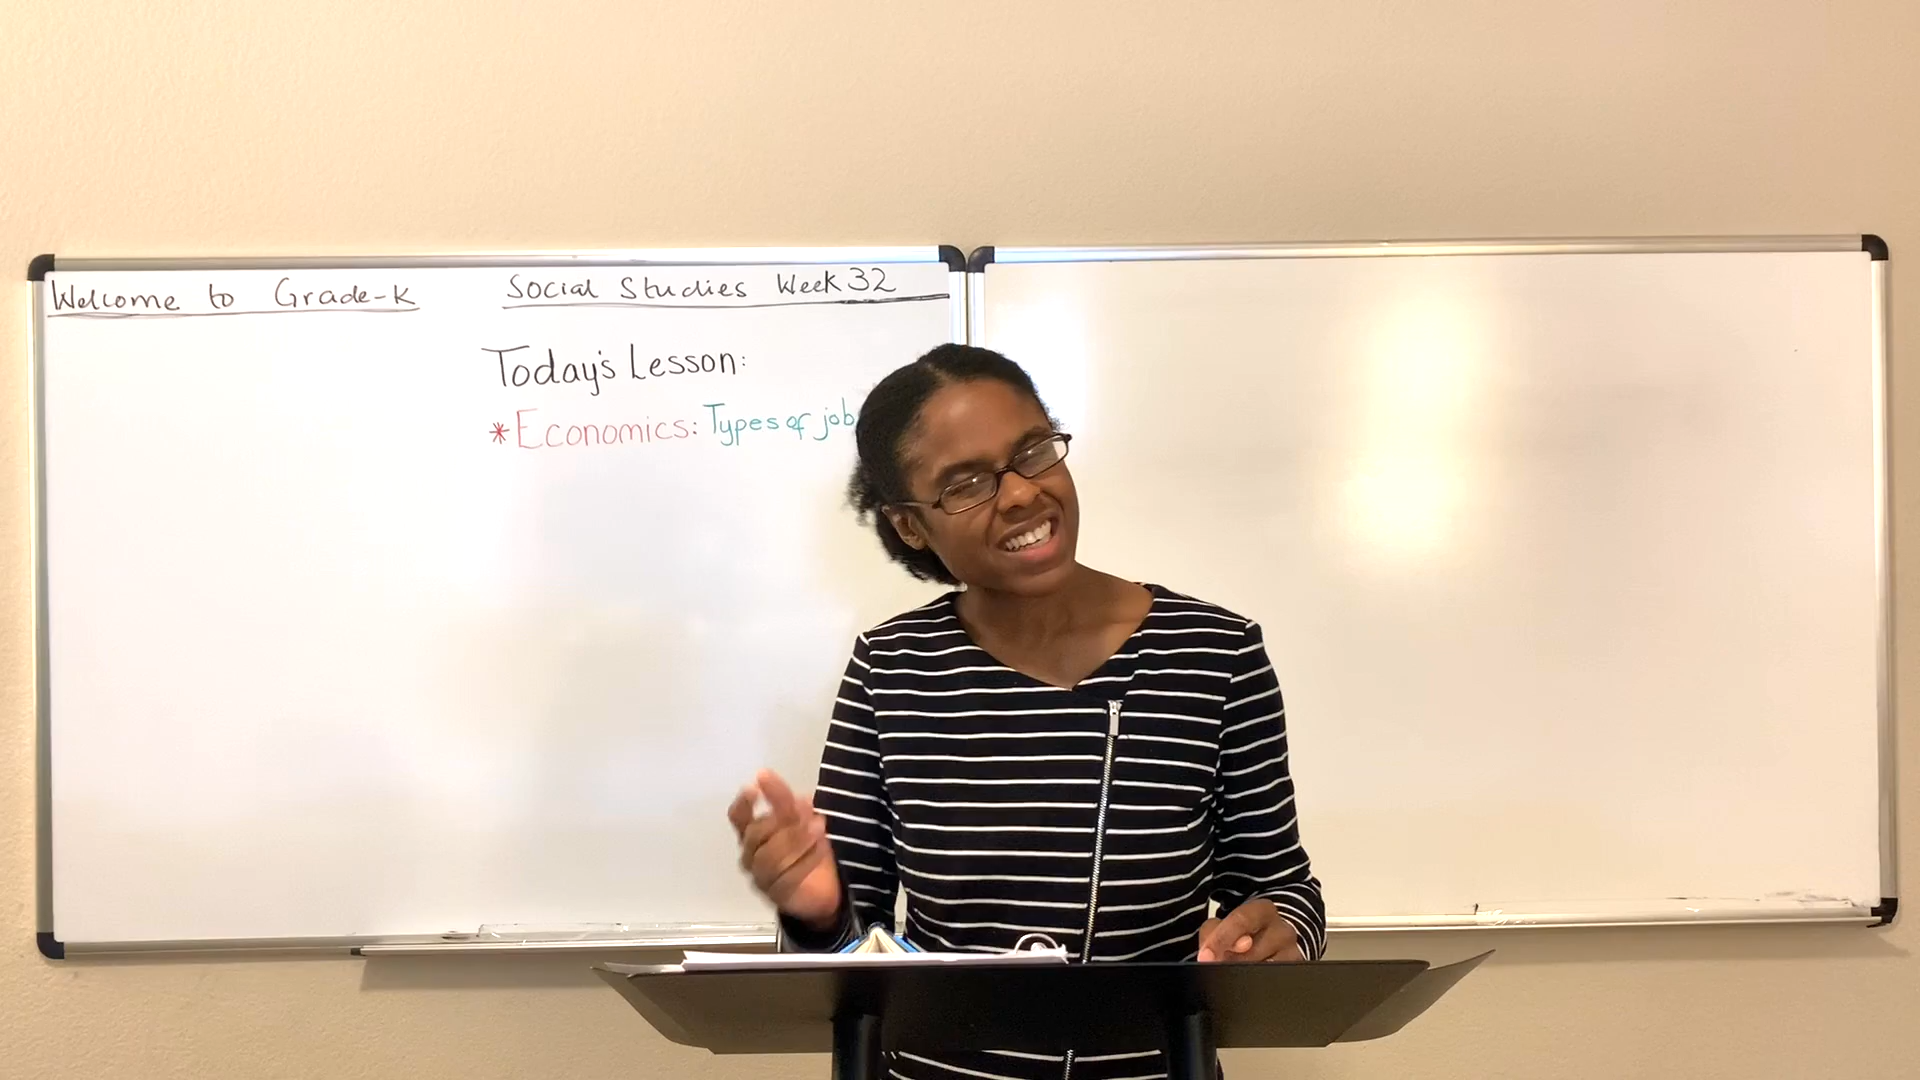 Welcome to Grade-K
Social Studies Week 32
Today's Lesson:
*Economics: Types of job